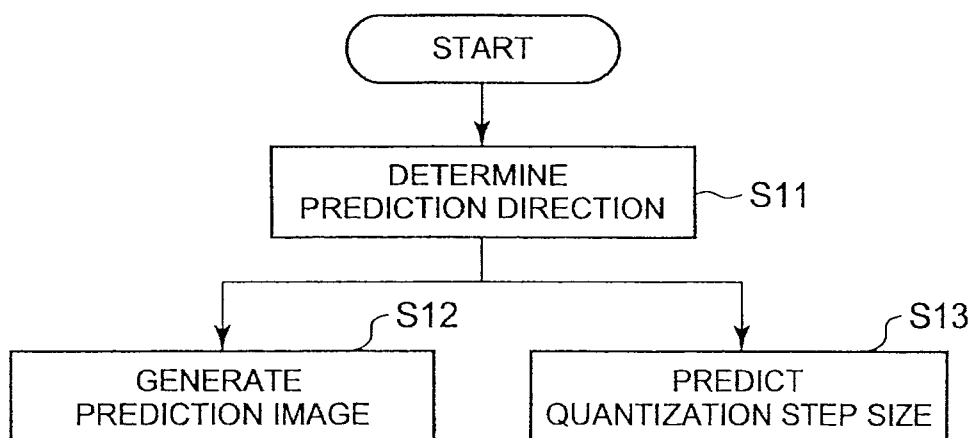 START
DETERMINE
PREDICTION DIRECTION
S11
S12
S13
GENERATE
PREDICTION IMAGE
PREDICT
QUANTIZATION STEP SIZE